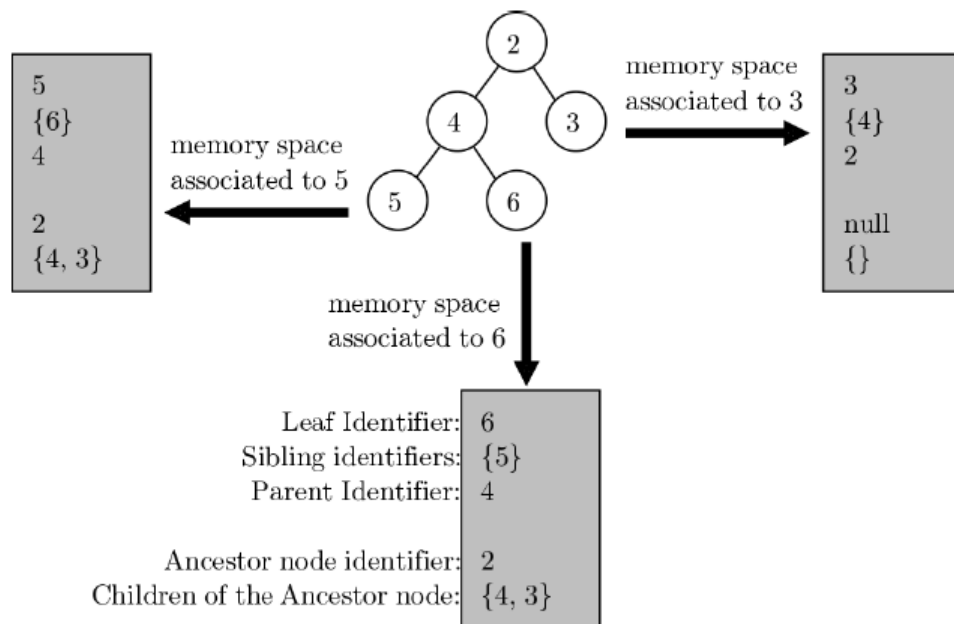 2
4
3
5
6
5
{6}
4
2
{4, 3}
memory space
associated to 5
memory space
associated to 3
3
{4}
2
null
{}
memory space
associated to 6
Leaf Identifier: 6
Sibling identifiers: {5}
Parent Identifier: 4
Ancestor node identifier: 2
Children of the Ancestor node: {4, 3}